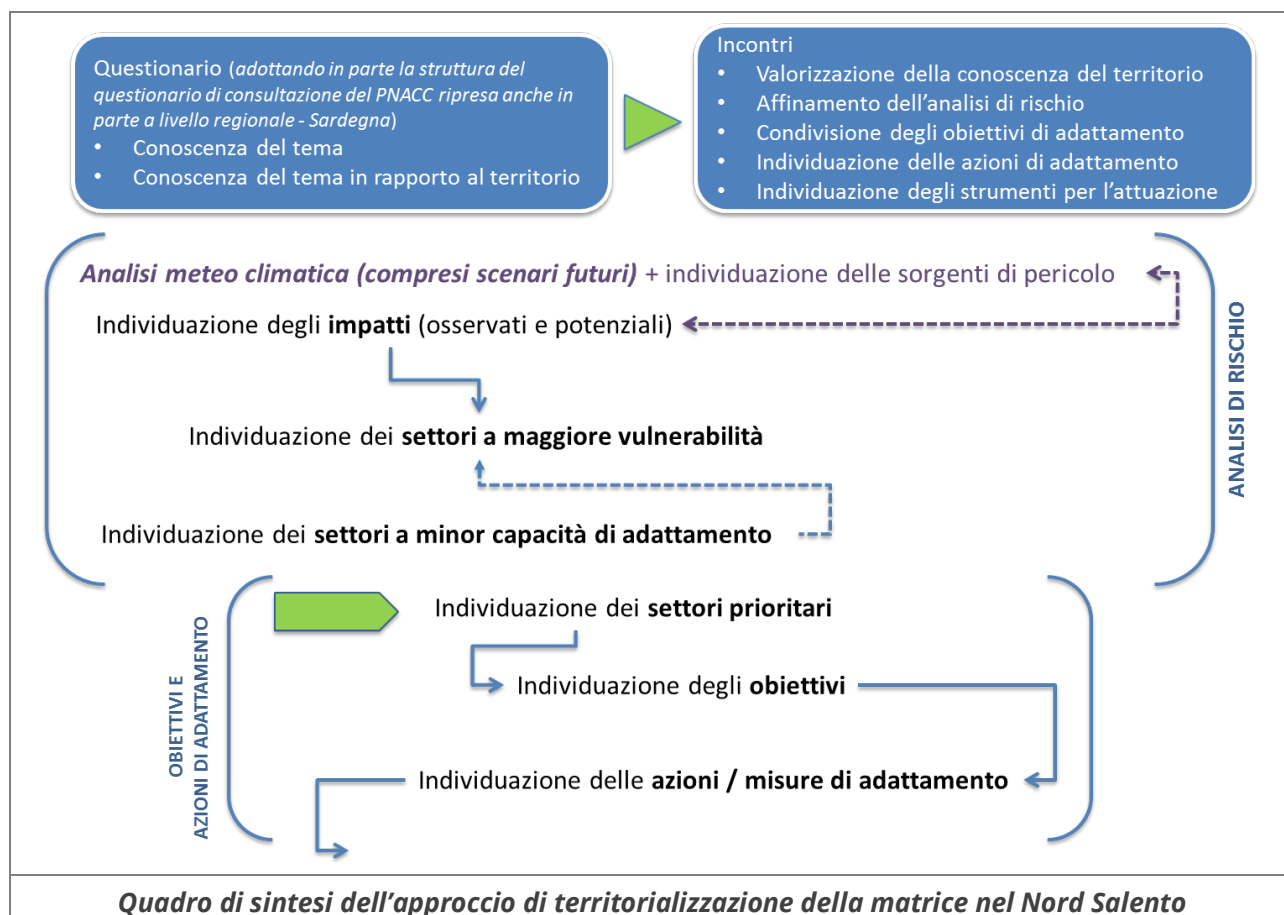 Questionario (adottando in parte la struttura del
questionario di consultazione del PNACC ripresa anche in
parte a livello regionale - Sardegna)
• Conoscenza del tema
• Conoscenza del tema in rapporto al territorio
Incontri
• Valorizzazione della conoscenza del territorio
• Affinamento dell'analisi di rischio
• Condivisione degli obiettivi di adattamento
• Individuazione delle azioni di adattamento
• Individuazione degli strumenti per l'attuazione
Analisi meteo climatica (compresi scenari futuri) + individuazione delle sorgenti di pericolo
Individuazione degli impatti (osservati e potenziali)
Individuazione dei settori a maggiore vulnerabilità
Individuazione dei settori a minor capacità di adattamento
ANALISI DI RISCHIO
Individuazione dei settori prioritari
Individuazione degli obiettivi
Individuazione delle azioni / misure di adattamento
OBIETTIVI E
AZIONI DI ADATTAMENTO
Quadro di sintesi dell'approccio di territorializzazione della matrice nel Nord Salento